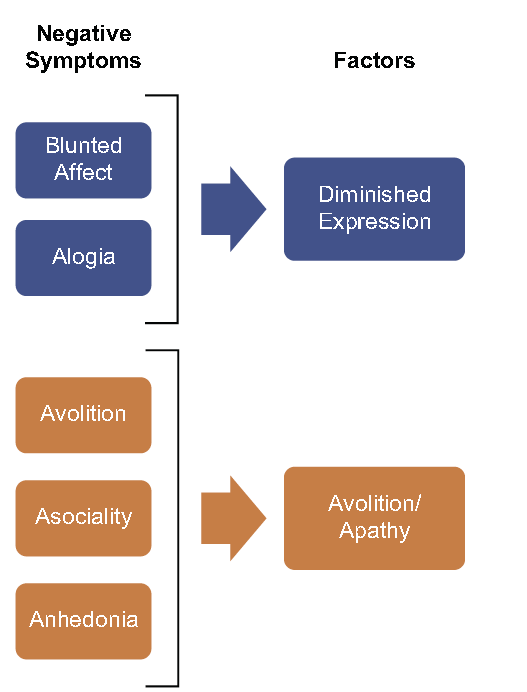 Negative
Symptoms
Factors
Blunted
Affect
Alogia
Diminished
Expression
Avolition
Asociality
Anhedonia
Avolition/
Apathy